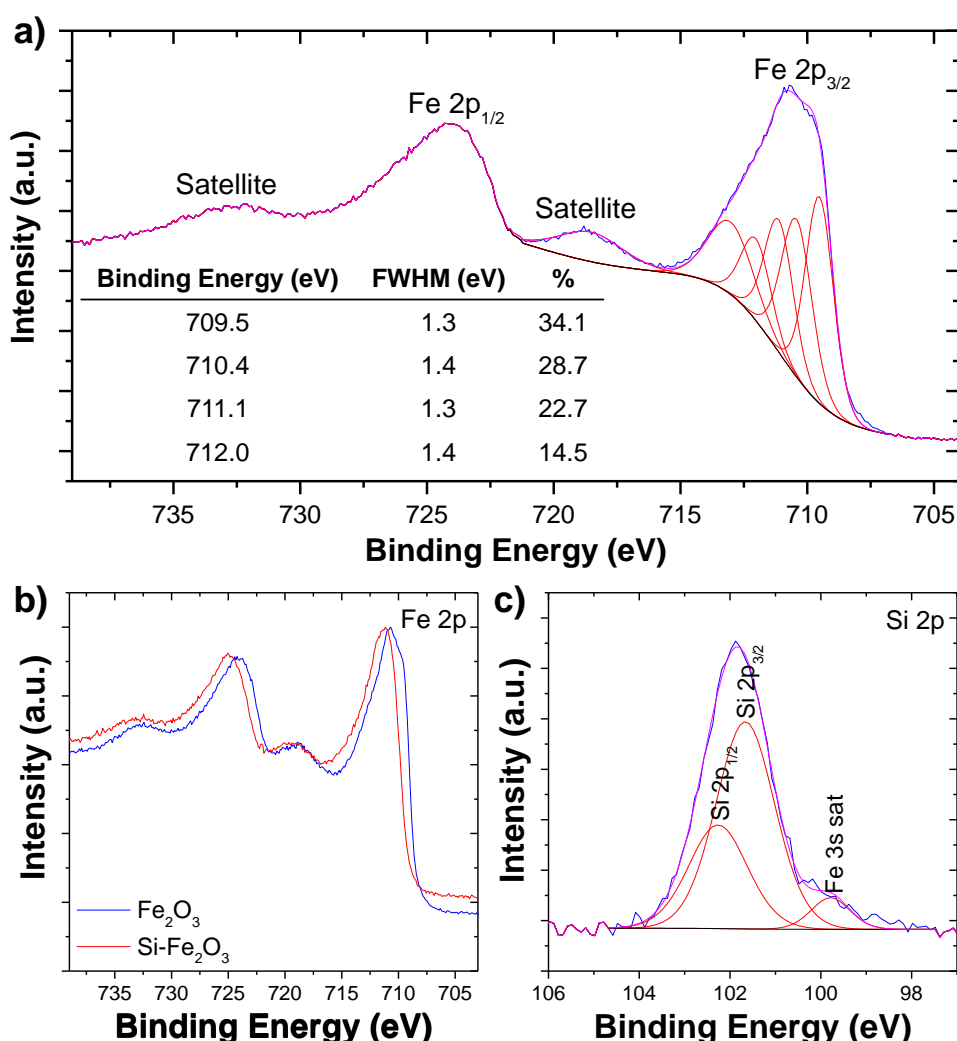 a)
Fe 2p3/2
Fe 2p1/2
Satellite
Satellite
Binding Energy (eV) FWHM (eV) %
709.5 1.3 34.1
710.4 1.4 28.7
711.1 1.3 22.7
712.0 1.4 14.5
Intensity (a.u.)
735 730 725 720 715 710 705
Binding Energy (eV)
b)
Fe 2p
Fe2O3
Si-Fe2O3
Intensity (a.u.)
735 730 725 720 715 710 705
Binding Energy (eV)
c)
Si 2p
Si 2p3/2
Si 2p1/2
Fe 3s sat
Intensity (a.u.)
106 104 102 100 98
Binding Energy (eV)